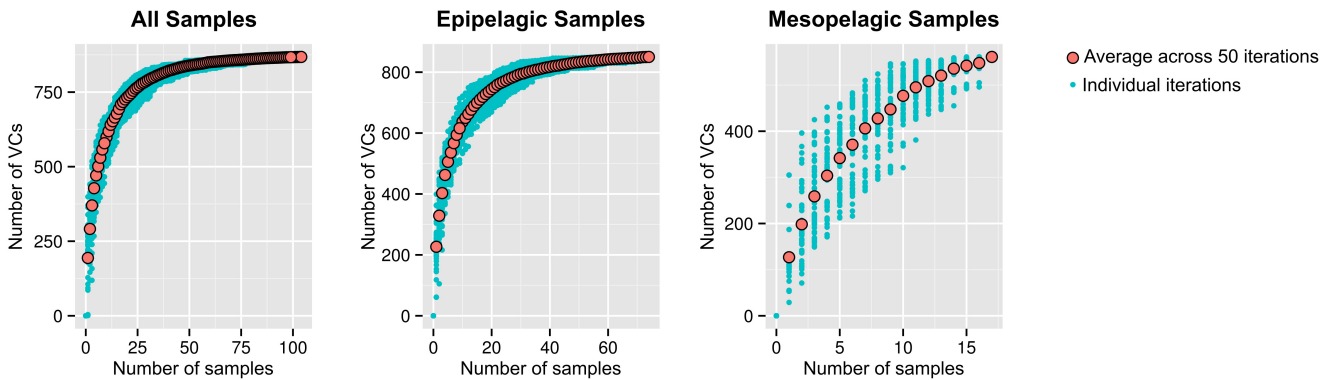 All Samples
Epipelagic Samples
Mesopelagic Samples
Number of VCs
750
500
250
0
0
25
50
75
100
Number of samples
Number of VCs
800
600
400
200
0
0
20
40
60
Number of samples
Number of VCs
400
200
0
0
5
10
15
Number of samples
Average across 50 iterations
Individual iterations